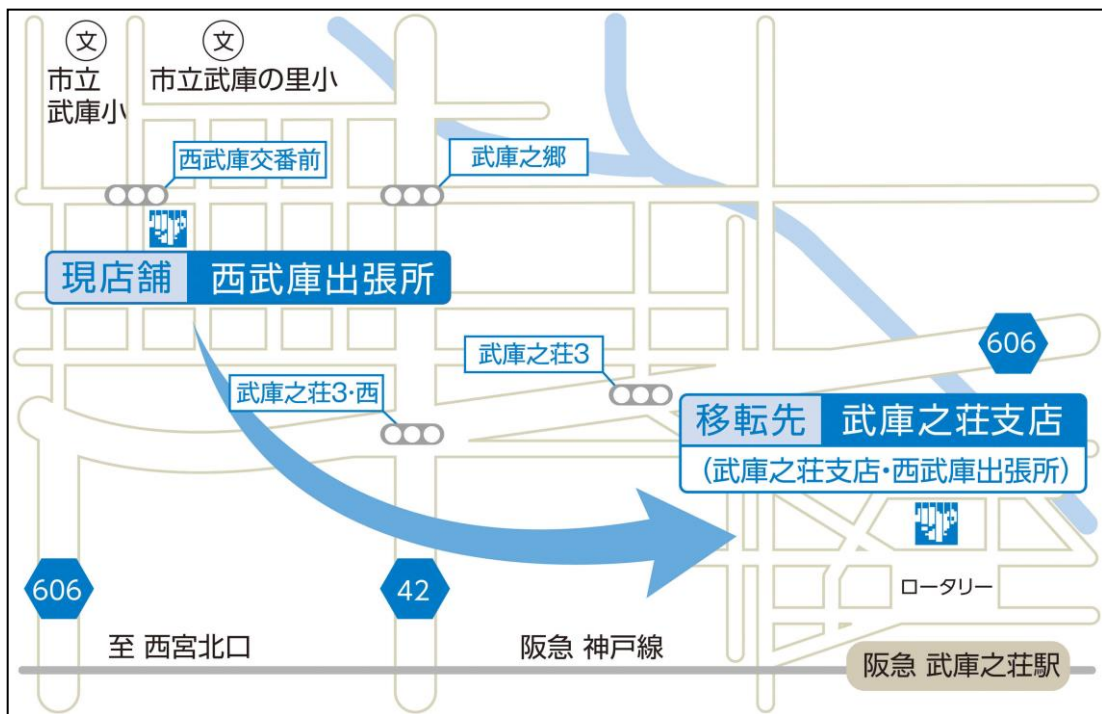 文
文
市立
武庫小
市立武庫の里小
西武庫交番前
武庫之郷
現店舗 西武庫出張所
606
武庫之荘3
武庫之荘3･西
移転先 武庫之荘支店
(武庫之荘支店･西武庫出張所)
606
42
ロータリー
至 西宮北口
阪急 神戸線
阪急 武庫之荘駅